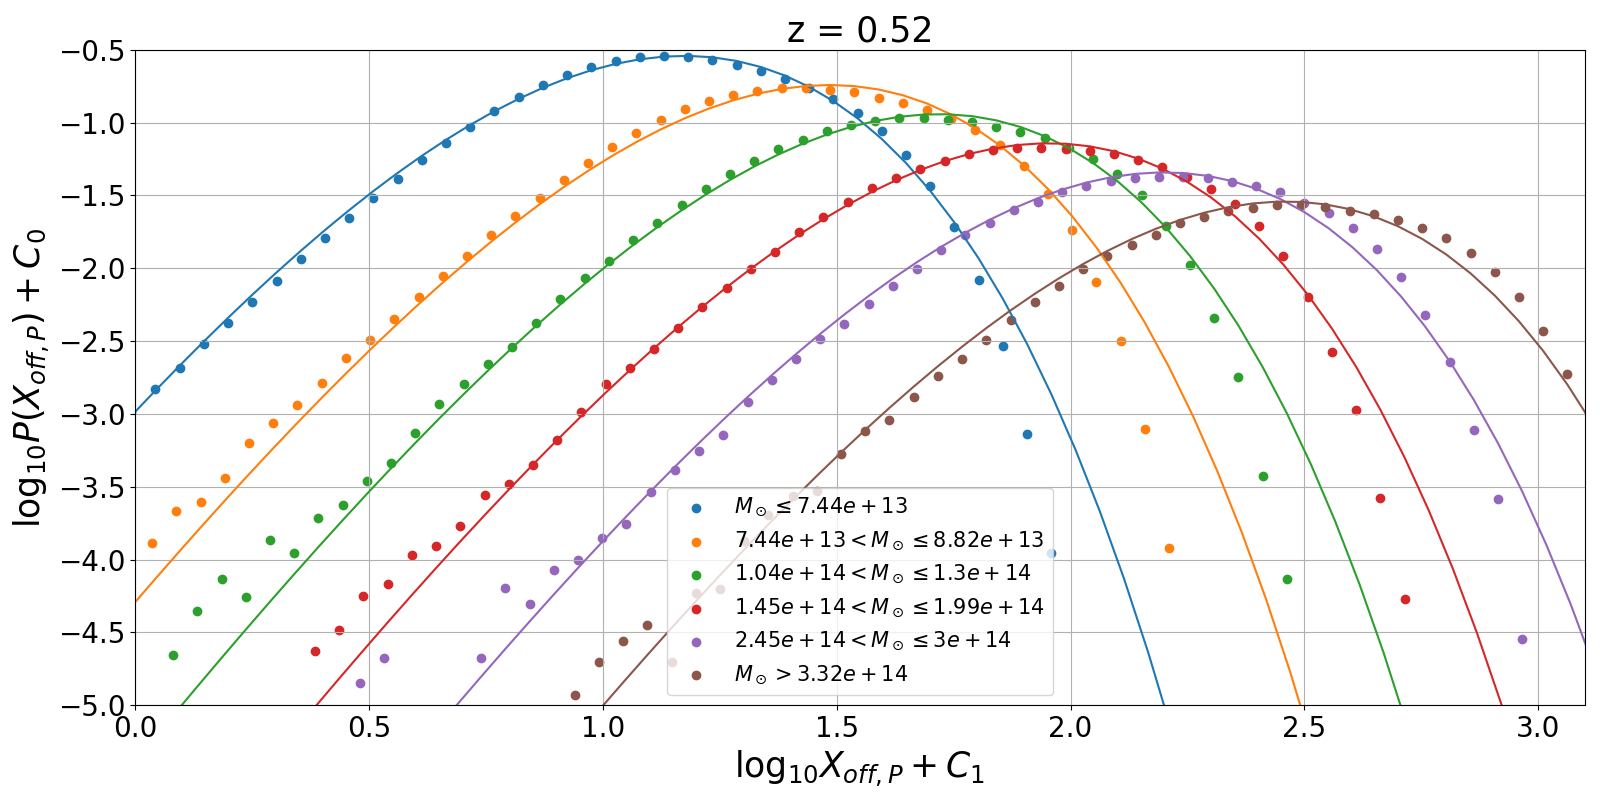 z = 0.52
log₁₀P(X_off,P) + C₀
−0.5
−1.0
−1.5
−2.0
−2.5
−3.0
−3.5
−4.0
−4.5
−5.0
M⊙ ≤ 7.44e + 13
7.44e + 13 < M⊙ ≤ 8.82e + 13
1.04e + 14 < M⊙ ≤ 1.3e + 14
1.45e + 14 < M⊙ ≤ 1.99e + 14
2.45e + 14 < M⊙ ≤ 3e + 14
M⊙ > 3.32e + 14
0.0 0.5 1.0 1.5 2.0 2.5 3.0
log₁₀X_off,P + C₁